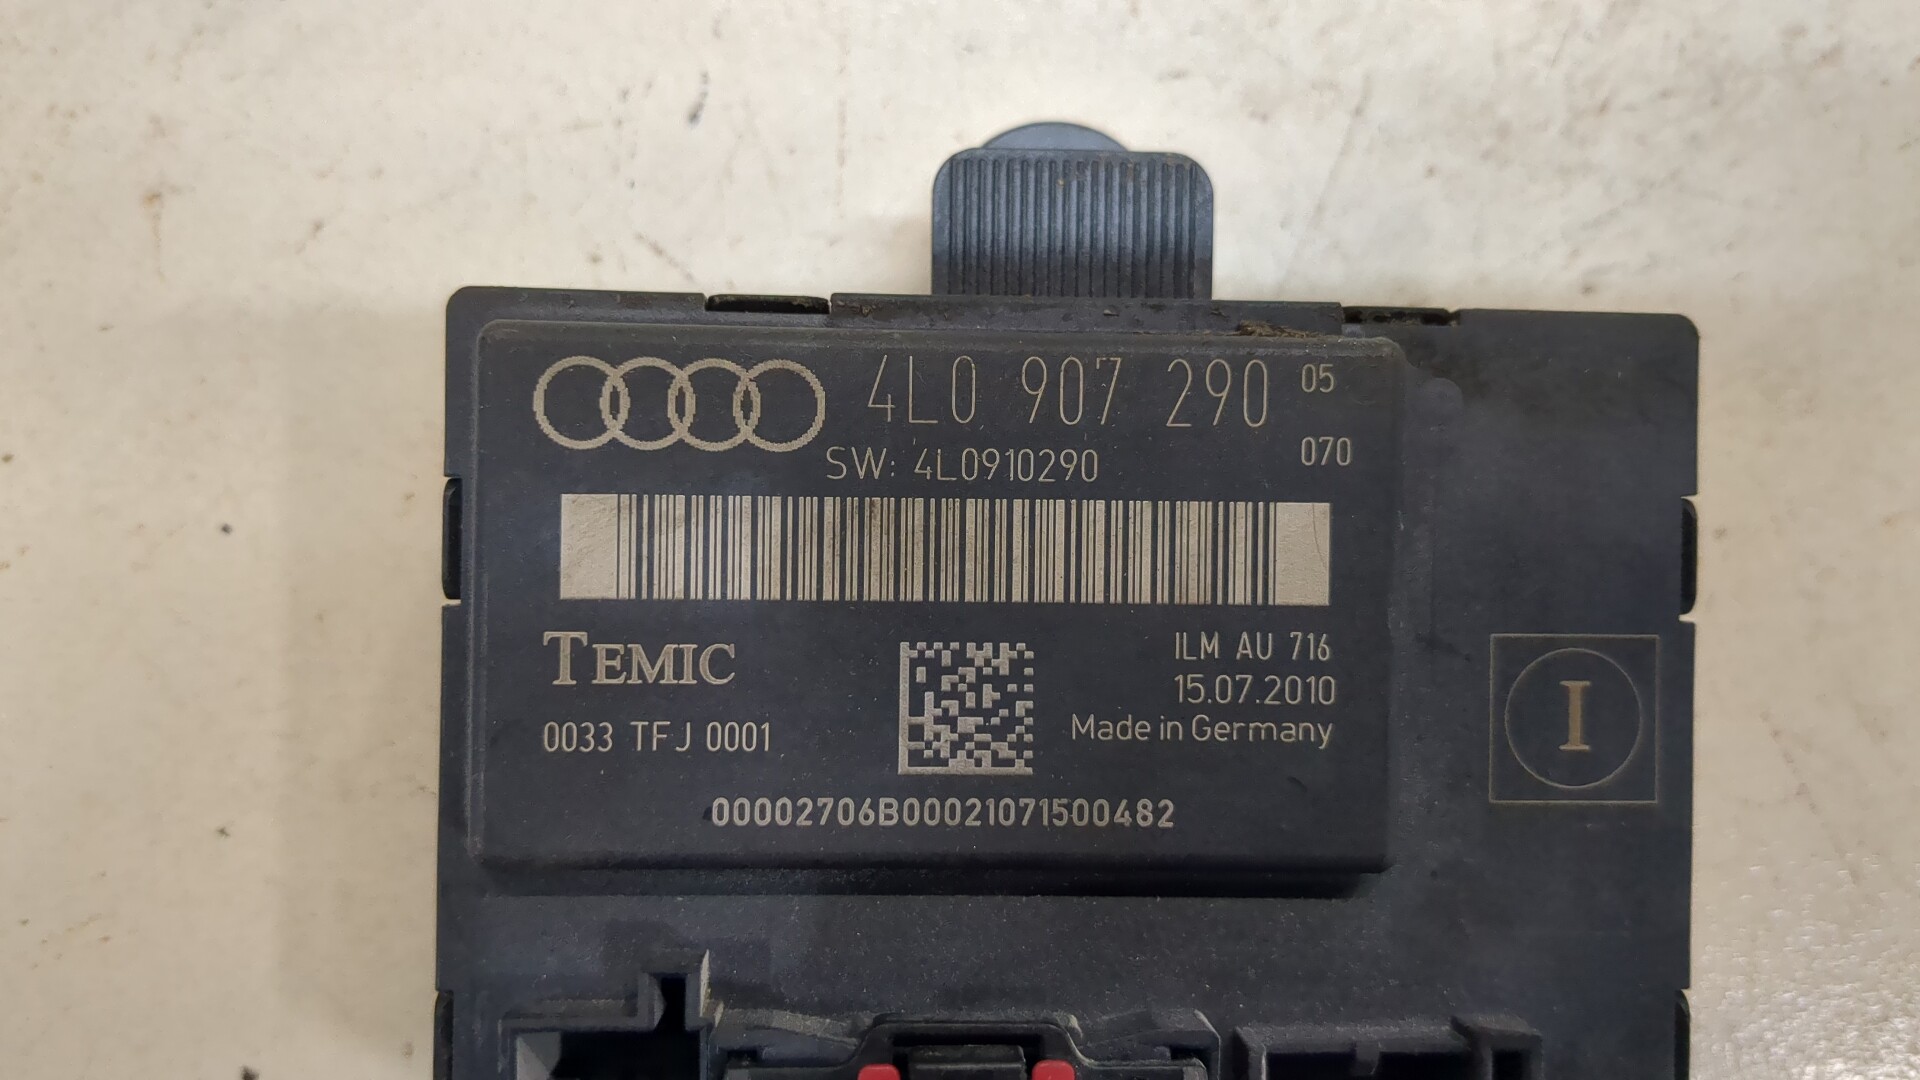 4L0 907 290 05
SW: 4L0910290 070
TEMIC
0033 TFJ 0001
ILM AU 716
15.07.2010
Made in Germany
00002706B00021071500482
I